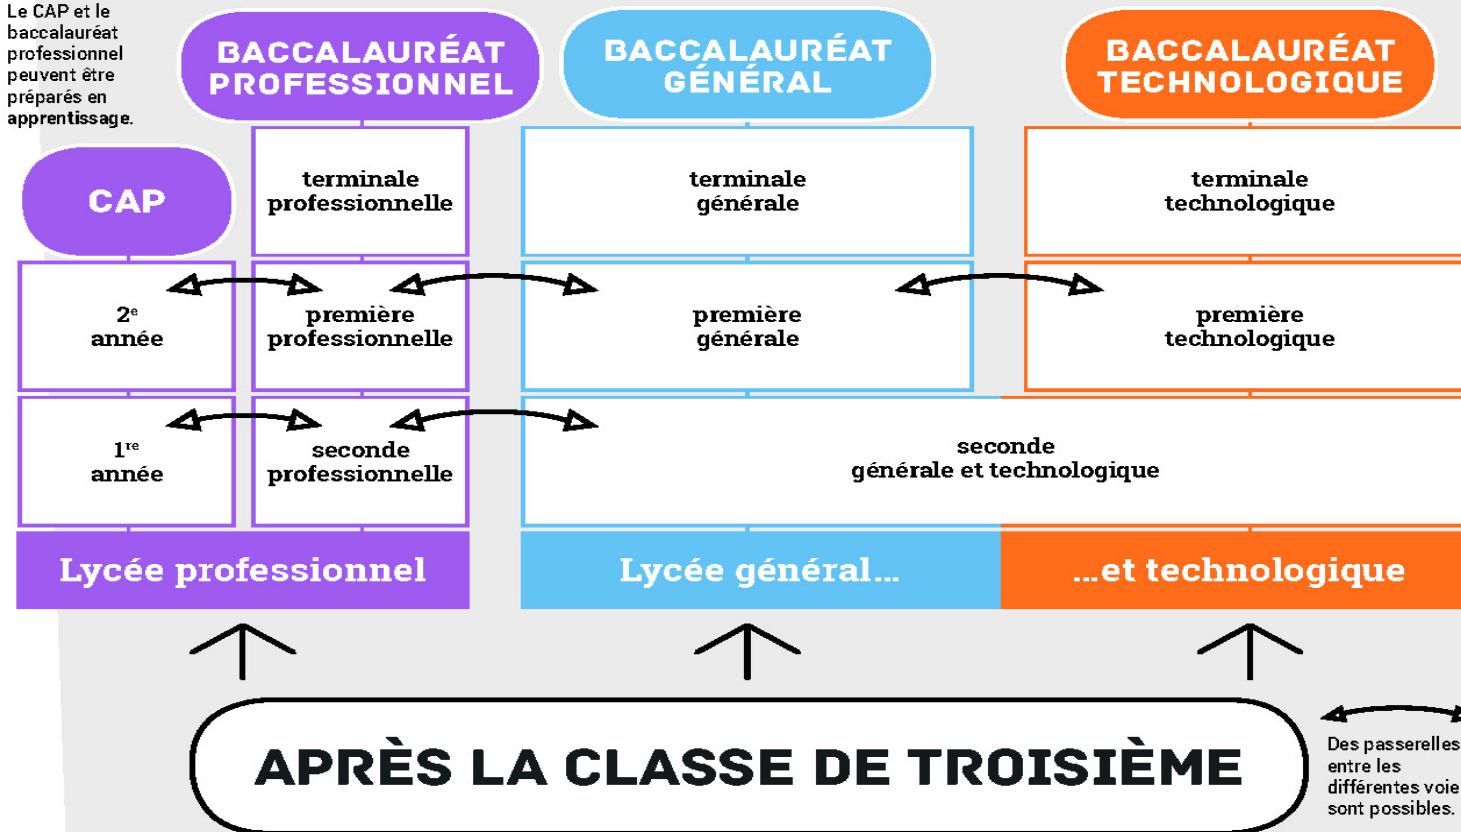 Le CAP et le
baccalauréat
professionnel
peuvent être
préparés en
apprentissage.
BACCALAURÉAT
PROFESSIONNEL
BACCALAURÉAT
GÉNÉRAL
BACCALAURÉAT
TECHNOLOGIQUE
CAP
terminale
professionnelle
terminale
générale
terminale
technologique
2e
année
première
professionnelle
première
générale
première
technologique
1re
année
seconde
professionnelle
seconde
générale et technologique
Lycée professionnel
Lycée général...
...et technologique
APRÈS LA CLASSE DE TROISIÈME
Des passerelles
entre les
différentes voie
sont possibles.